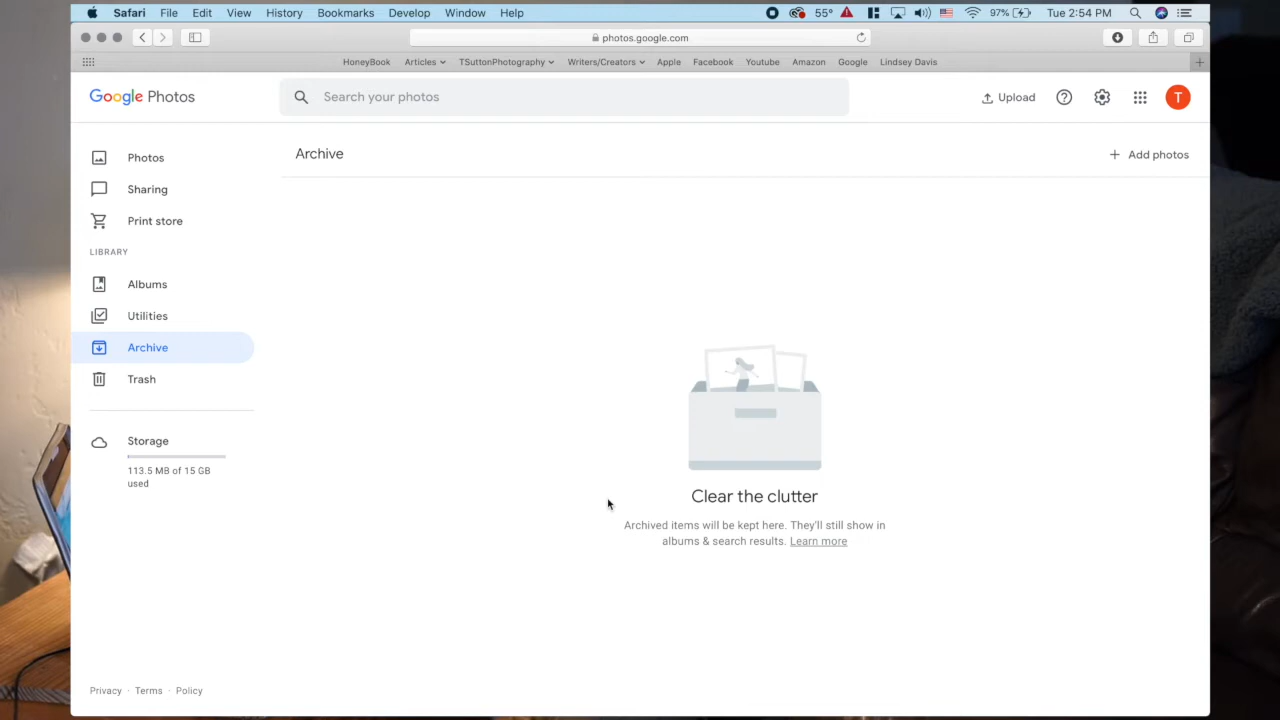 Safari File Edit View History Bookmarks Develop Window Help 55° 97% Tue 2:54 PM
photos.google.com
HoneyBook Articles TSuttonPhotography Writers/Creators Apple Facebook Youtube Amazon Google Lindsey Davis
Google Photos
Search your photos
Upload
T
Photos
Sharing
Print store
LIBRARY
Albums
Utilities
Archive
Trash
Storage
113.5 MB of 15 GB
used
Privacy · Terms · Policy
Archive
Add photos
Clear the clutter
Archived items will be kept here. They'll still show in
albums & search results. Learn more